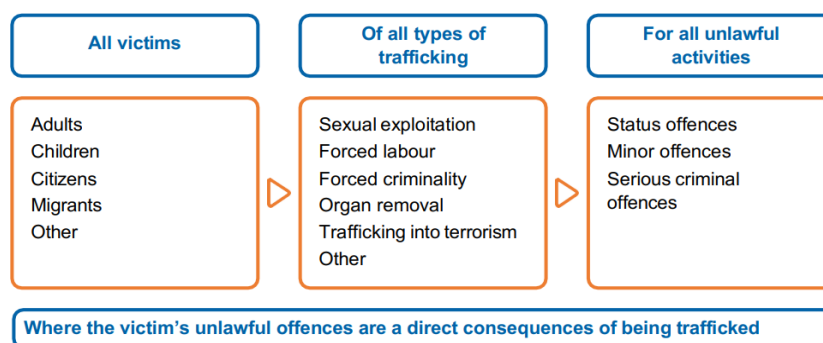 All victims
Of all types of
trafficking
For all unlawful
activities
Adults
Children
Citizens
Migrants
Other
Sexual exploitation
Forced labour
Forced criminality
Organ removal
Trafficking into terrorism
Other
Status offences
Minor offences
Serious criminal
offences
Where the victim's unlawful offences are a direct consequences of being trafficked